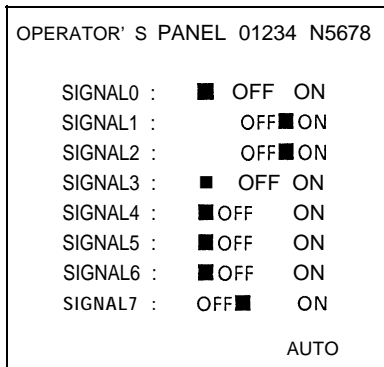 OPERATOR' S PANEL 01234 N5678
SIGNAL0 : ■ OFF ON
SIGNAL1 : OFF■ON
SIGNAL2 : OFF■ON
SIGNAL3 : ■ OFF ON
SIGNAL4 : ■OFF ON
SIGNAL5 : ■OFF ON
SIGNAL6 : ■OFF ON
SIGNAL7 : OFF■ ON
AUTO